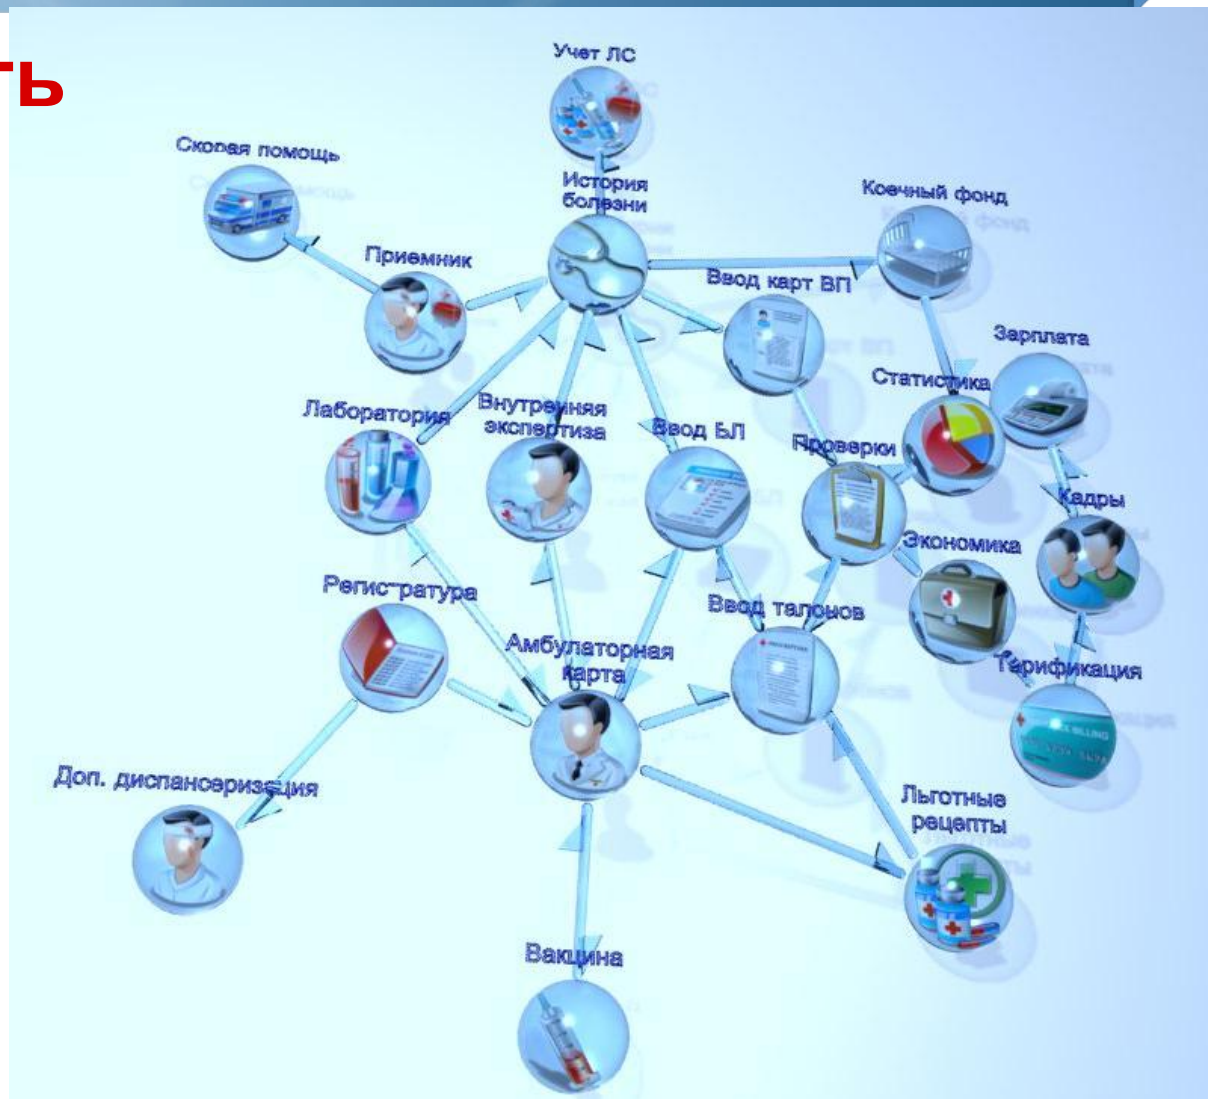 ть
Учет ЛС
Скорая помощь
История
болезни
Коечный фонд
Приемник
Ввод карт ВП
Зарплата
Статистика
Лаборатория
Внутренняя
экспертиза
Ввод БЛ
Проверки
Кадры
Экономика
Регистратура
Ввод талонов
Амбулаторная
карта
Тарификация
Доп. диспансеризация
Льготные
рецепты
Вакцина